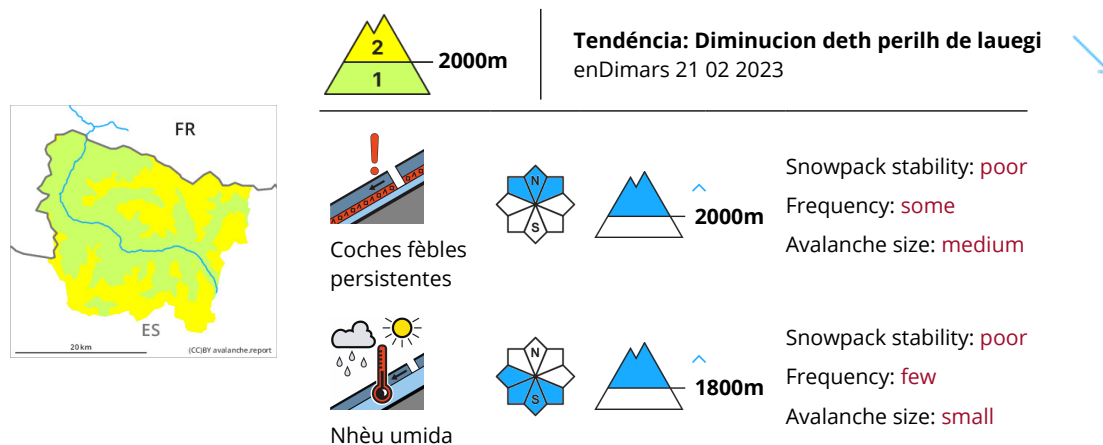 2
1
2000m
Tendéncia: Diminucion deth perilh de lauegi
enDimars 21 02 2023
FR
ES
20 km
(CC)BY avalanche.report
N
S
2000m
Coches fèbles
persistentes
Snowpack stability: poor
Frequency: some
Avalanche size: medium
N
S
1800m
Nhèu umida
Snowpack stability: poor
Frequency: few
Avalanche size: small